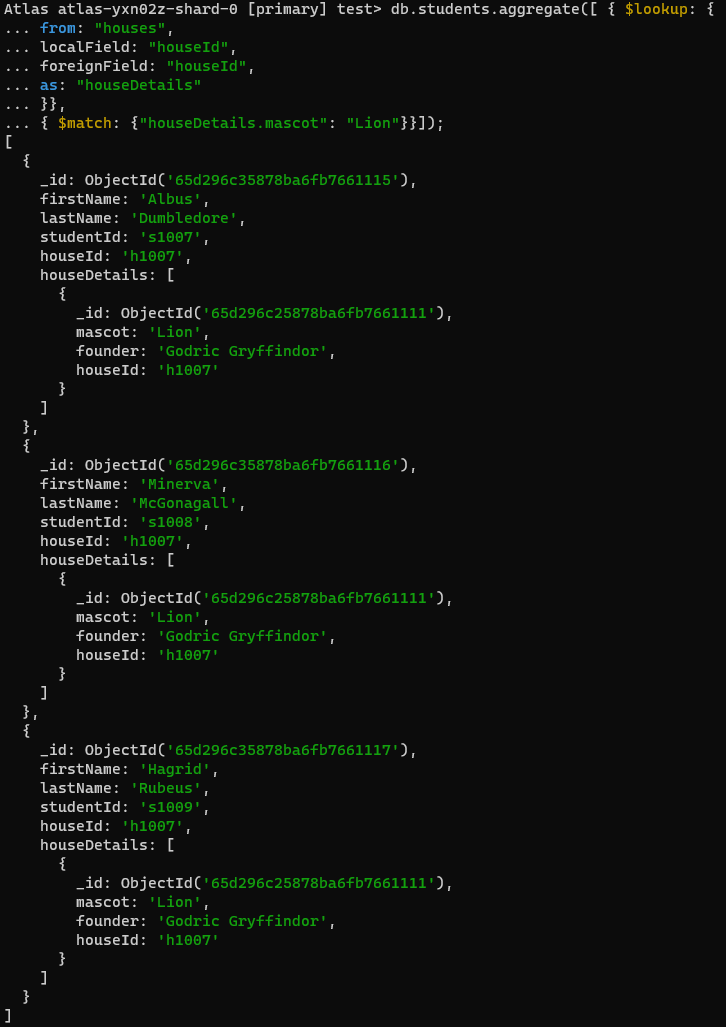 Atlas atlas-yxn02z-shard-0 [primary] test> db.students.aggregate([ { $lookup: {
... from: "houses",
... localField: "houseId",
... foreignField: "houseId",
... as: "houseDetails"
... }},
... { $match: {"houseDetails.mascot": "Lion"}}]);
[
  {
    _id: ObjectId('65d296c35878ba6fb7661115'),
    firstName: 'Albus',
    lastName: 'Dumbledore',
    studentId: 's1007',
    houseId: 'h1007',
    houseDetails: [
      {
        _id: ObjectId('65d296c25878ba6fb7661111'),
        mascot: 'Lion',
        founder: 'Godric Gryffindor',
        houseId: 'h1007'
      }
    ]
  },
  {
    _id: ObjectId('65d296c35878ba6fb7661116'),
    firstName: 'Minerva',
    lastName: 'McGonagall',
    studentId: 's1008',
    houseId: 'h1007',
    houseDetails: [
      {
        _id: ObjectId('65d296c25878ba6fb7661111'),
        mascot: 'Lion',
        founder: 'Godric Gryffindor',
        houseId: 'h1007'
      }
    ]
  },
  {
    _id: ObjectId('65d296c35878ba6fb7661117'),
    firstName: 'Hagrid',
    lastName: 'Rubeus',
    studentId: 's1009',
    houseId: 'h1007',
    houseDetails: [
      {
        _id: ObjectId('65d296c25878ba6fb7661111'),
        mascot: 'Lion',
        founder: 'Godric Gryffindor',
        houseId: 'h1007'
      }
    ]
  }
]